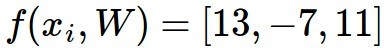 f(x_i, W) = [13, −7, 11]